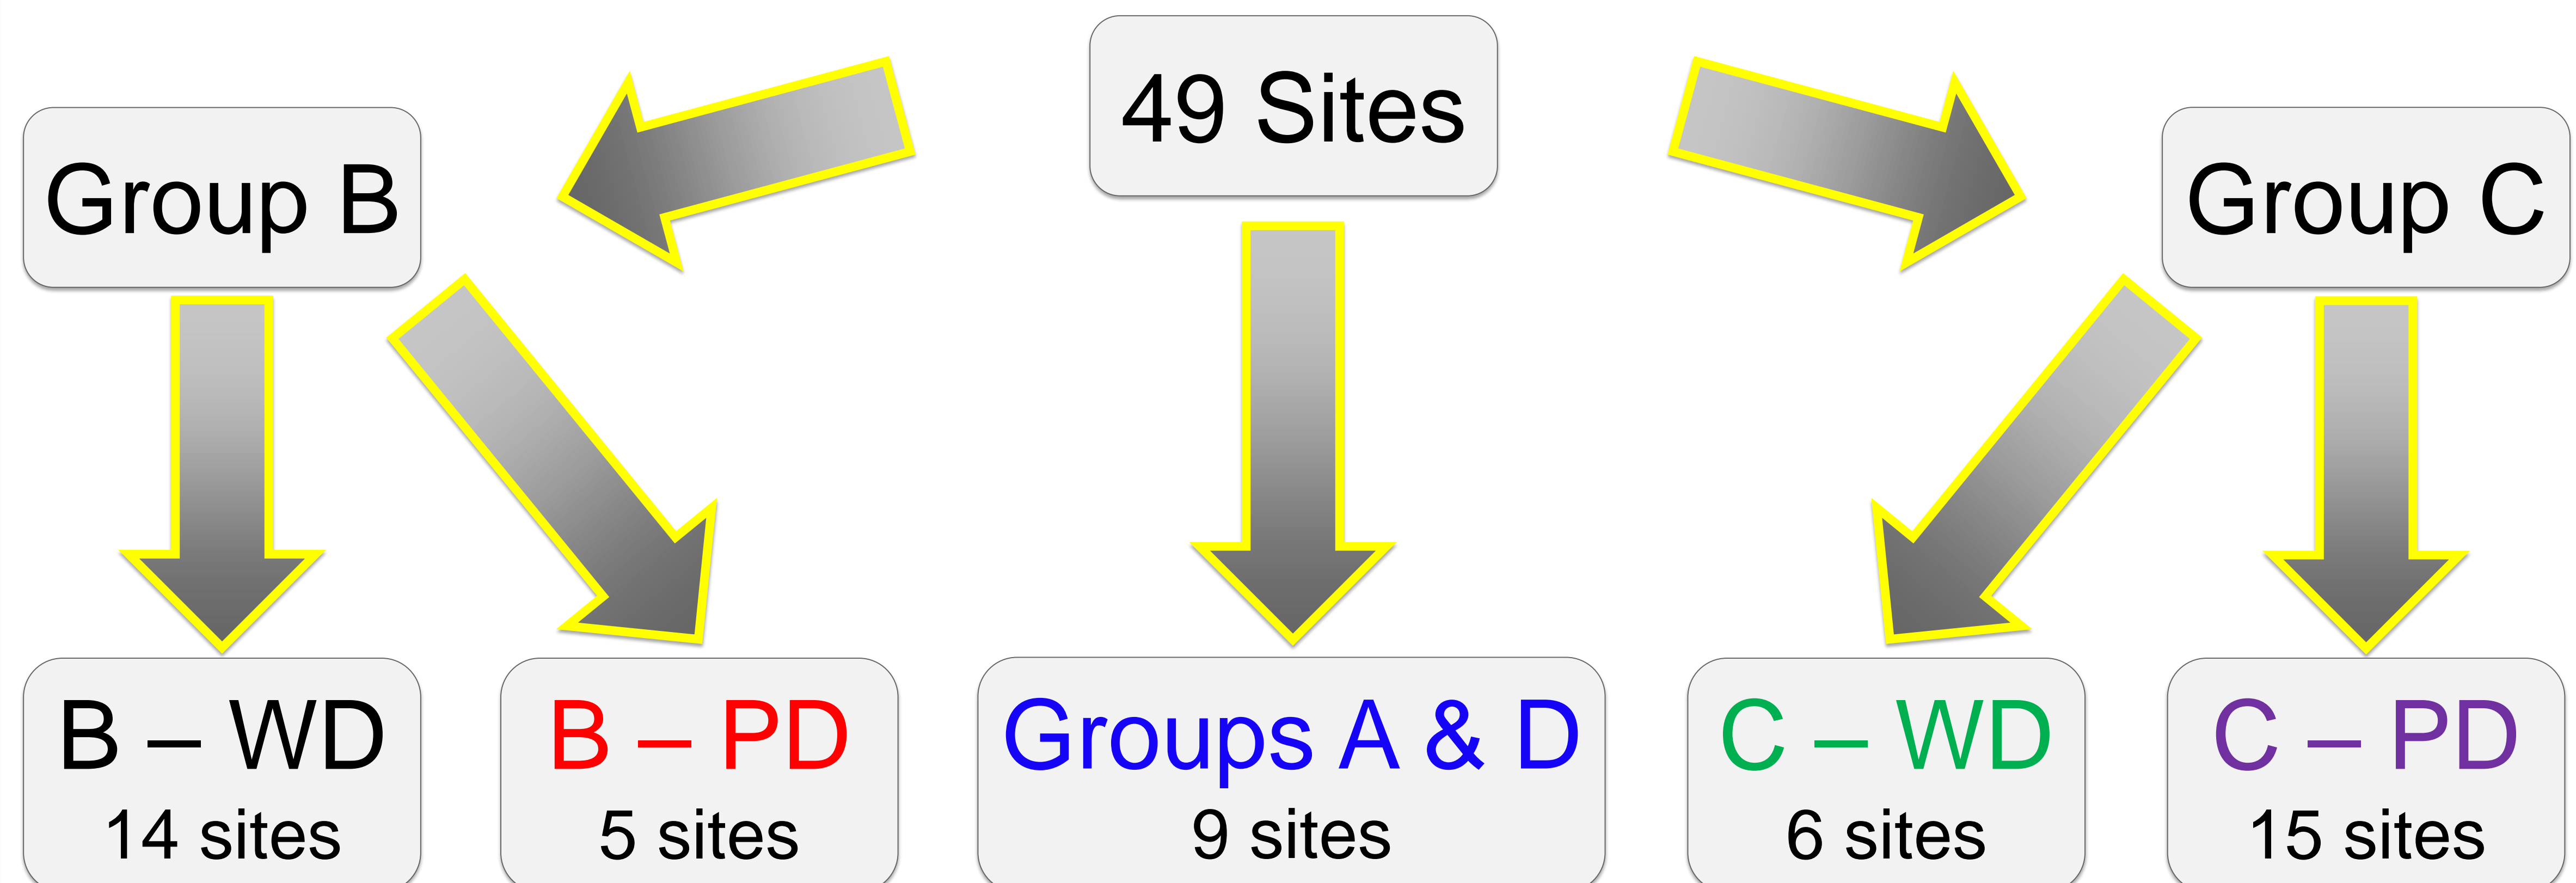 49 Sites
Group B
Group C
B – WD
14 sites
B – PD
5 sites
Groups A & D
9 sites
C – WD
6 sites
C – PD
15 sites